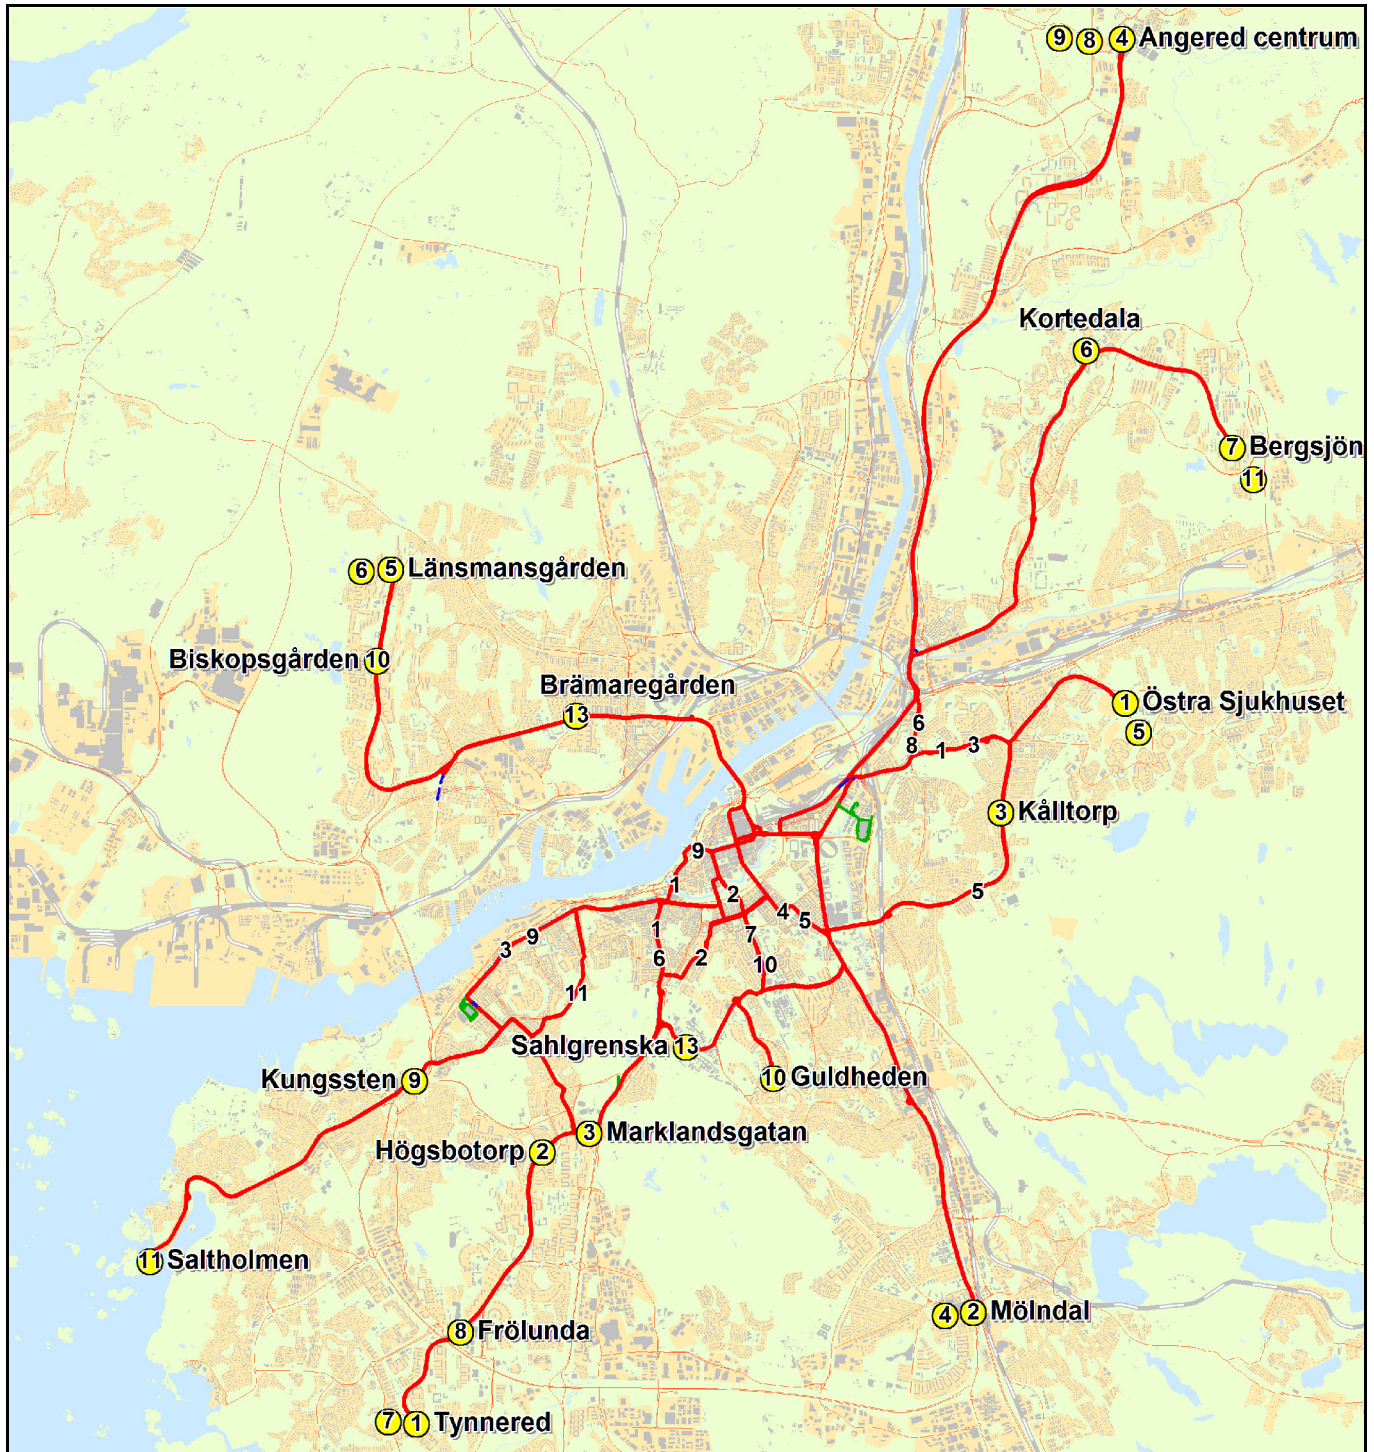 9 8 4 Angered centrum
Kortedala
6
7 Bergsjön
11
6 5 Länsmansgården
Biskopsgården 10
Brämaregården
13
1 Östra Sjukhuset
5
6
8 1 3
3 Kålltorp
9
1
2
4
5
5
1
7
3 9
6 2 10
11
Sahlgrenska 13
Kungssten 9
10 Guldheden
3 Marklandsgatan
Högsbotorp 2
11 Saltholmen
4 2 Mölndal
8 Frölunda
7 1 Tynnered